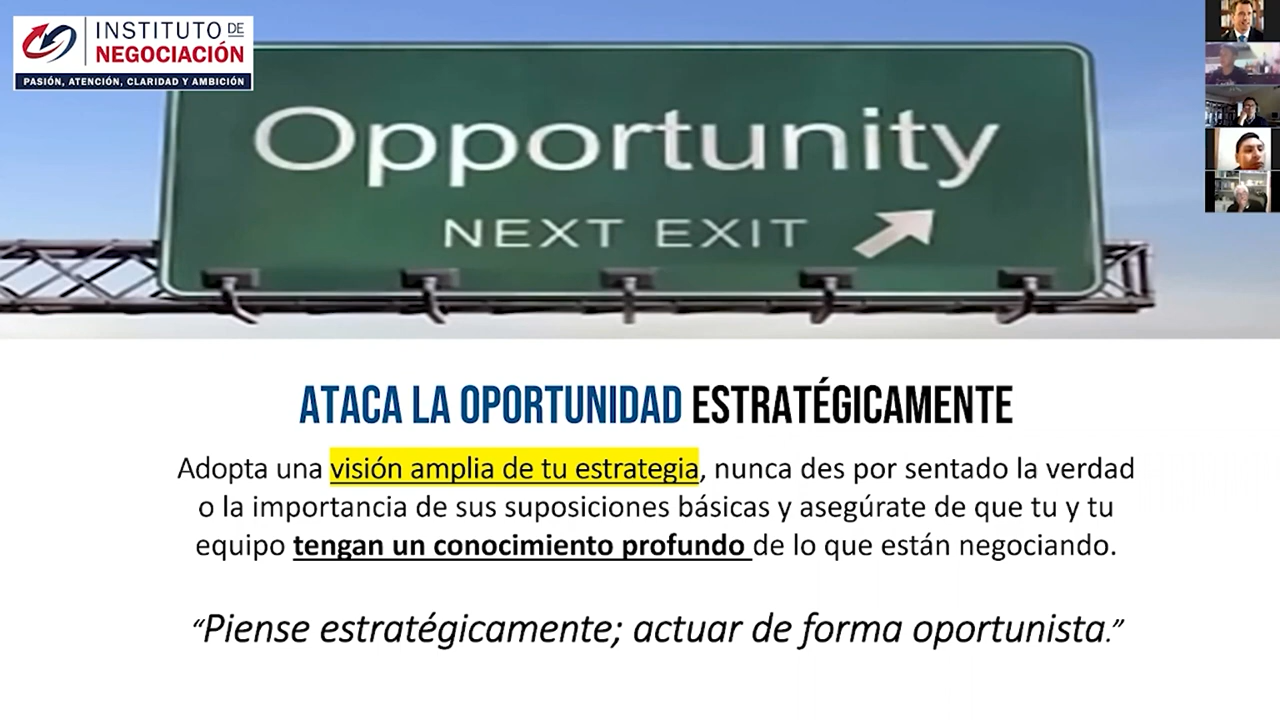 INSTITUTO DE
NEGOCIACIÓN
PASIÓN, ATENCIÓN, CLARIDAD Y AMBICIÓN
Opportunity
NEXT EXIT
ATACA LA OPORTUNIDAD ESTRATÉGICAMENTE
Adopta una visión amplia de tu estrategia, nunca des por sentado la verdad
o la importancia de sus suposiciones básicas y asegúrate de que tu y tu
equipo tengan un conocimiento profundo de lo que están negociando.
“Piense estratégicamente; actuar de forma oportunista.”